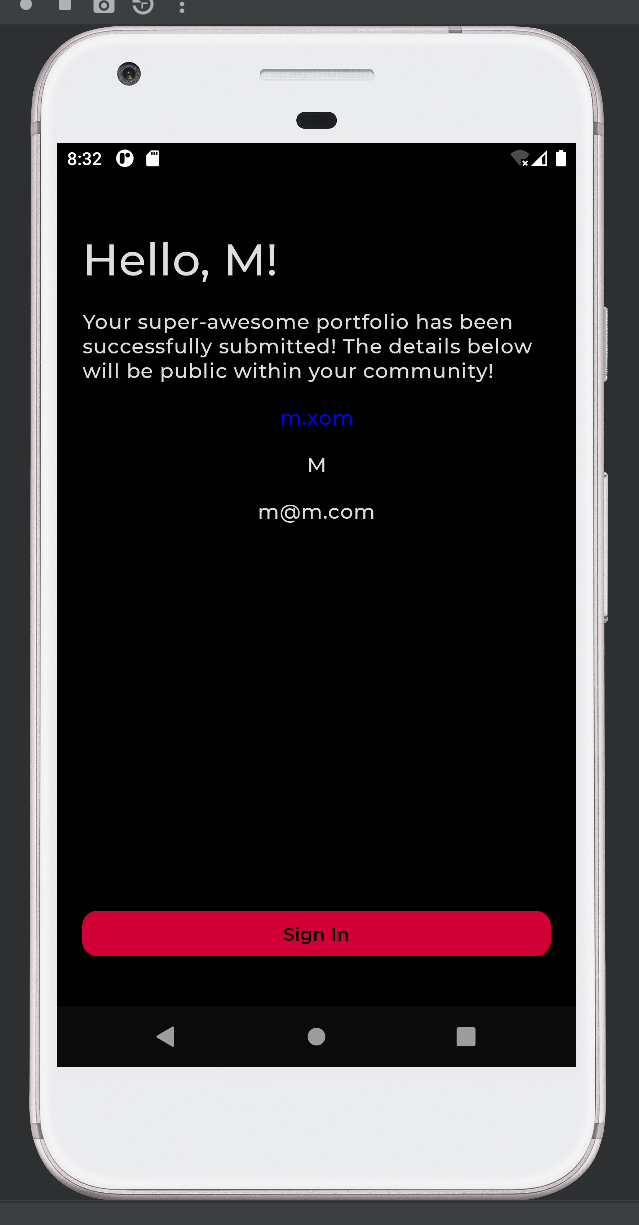 8:32
Hello, M!
Your super-awesome portfolio has been
successfully submitted! The details below
will be public within your community!
m.xom
M
m@m.com
Sign In